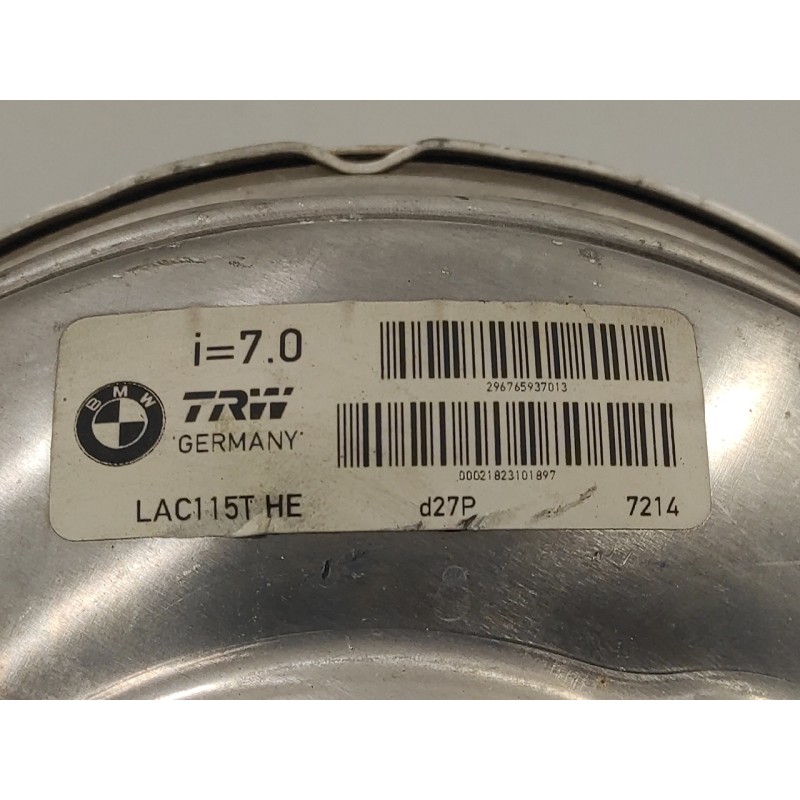 i=7.0
296765937013
BMW
TRW
GERMANY
00021823101897
LAC115T HE d27P 7214